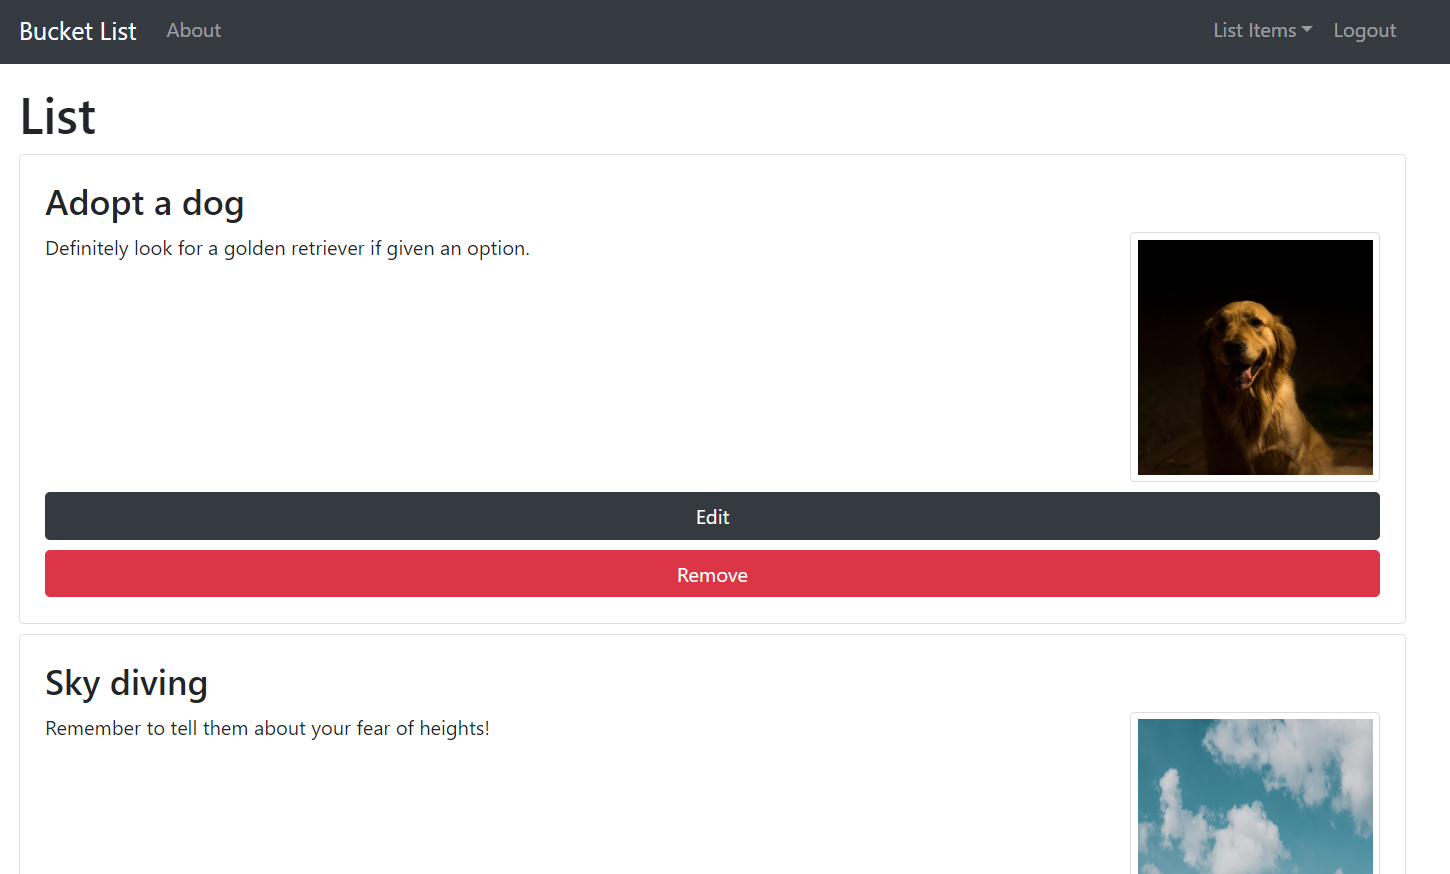 Bucket List About List Items Logout
List
Adopt a dog
Definitely look for a golden retriever if given an option.
Edit
Remove
Sky diving
Remember to tell them about your fear of heights!